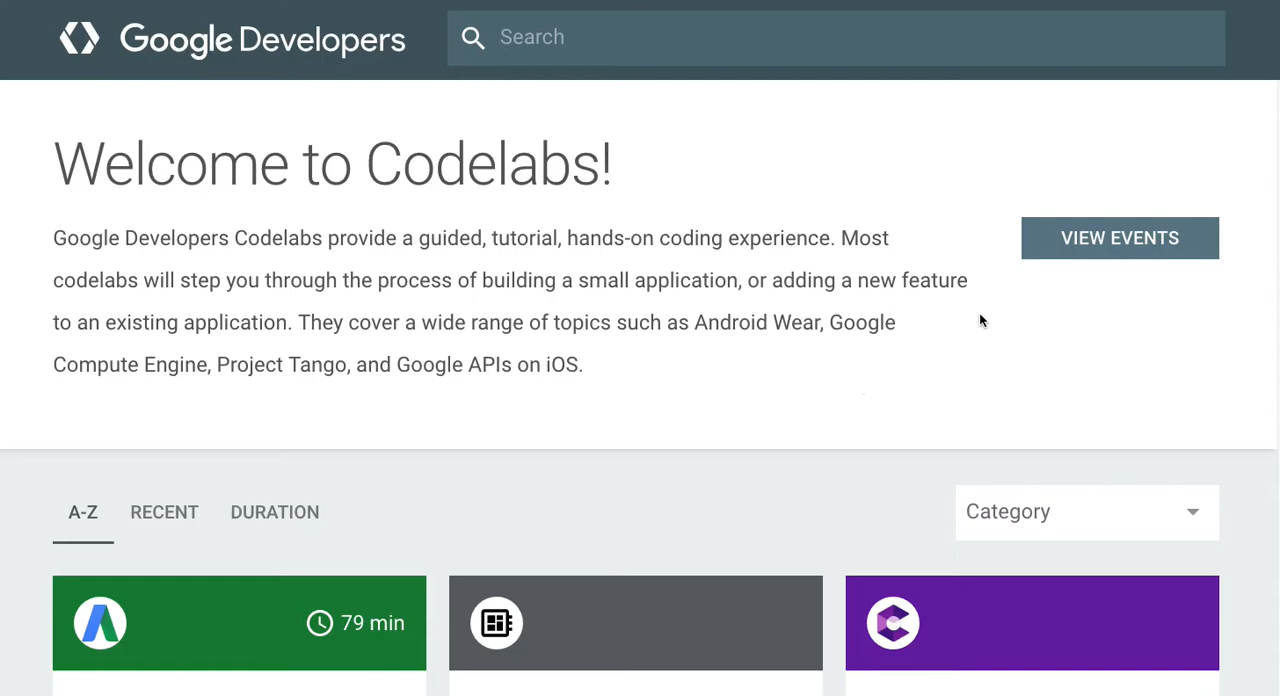 Google Developers
Search
Welcome to Codelabs!
Google Developers Codelabs provide a guided, tutorial, hands-on coding experience. Most
codelabs will step you through the process of building a small application, or adding a new feature
to an existing application. They cover a wide range of topics such as Android Wear, Google
Compute Engine, Project Tango, and Google APIs on iOS.
VIEW EVENTS
A-Z RECENT DURATION
Category
79 min